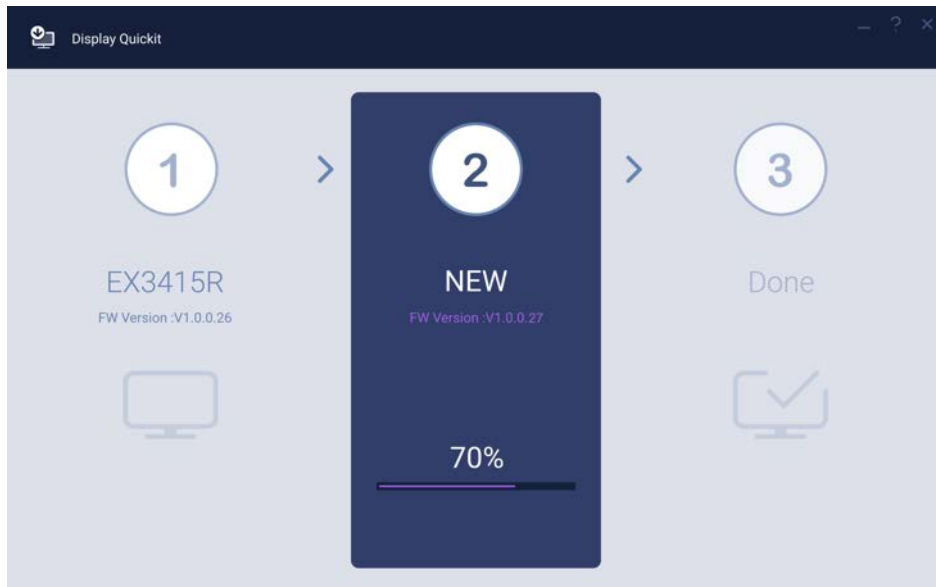 Display Quickit
1
2
3
EX3415R
FW Version :V1.0.0.26
NEW
FW Version :V1.0.0.27
70%
Done